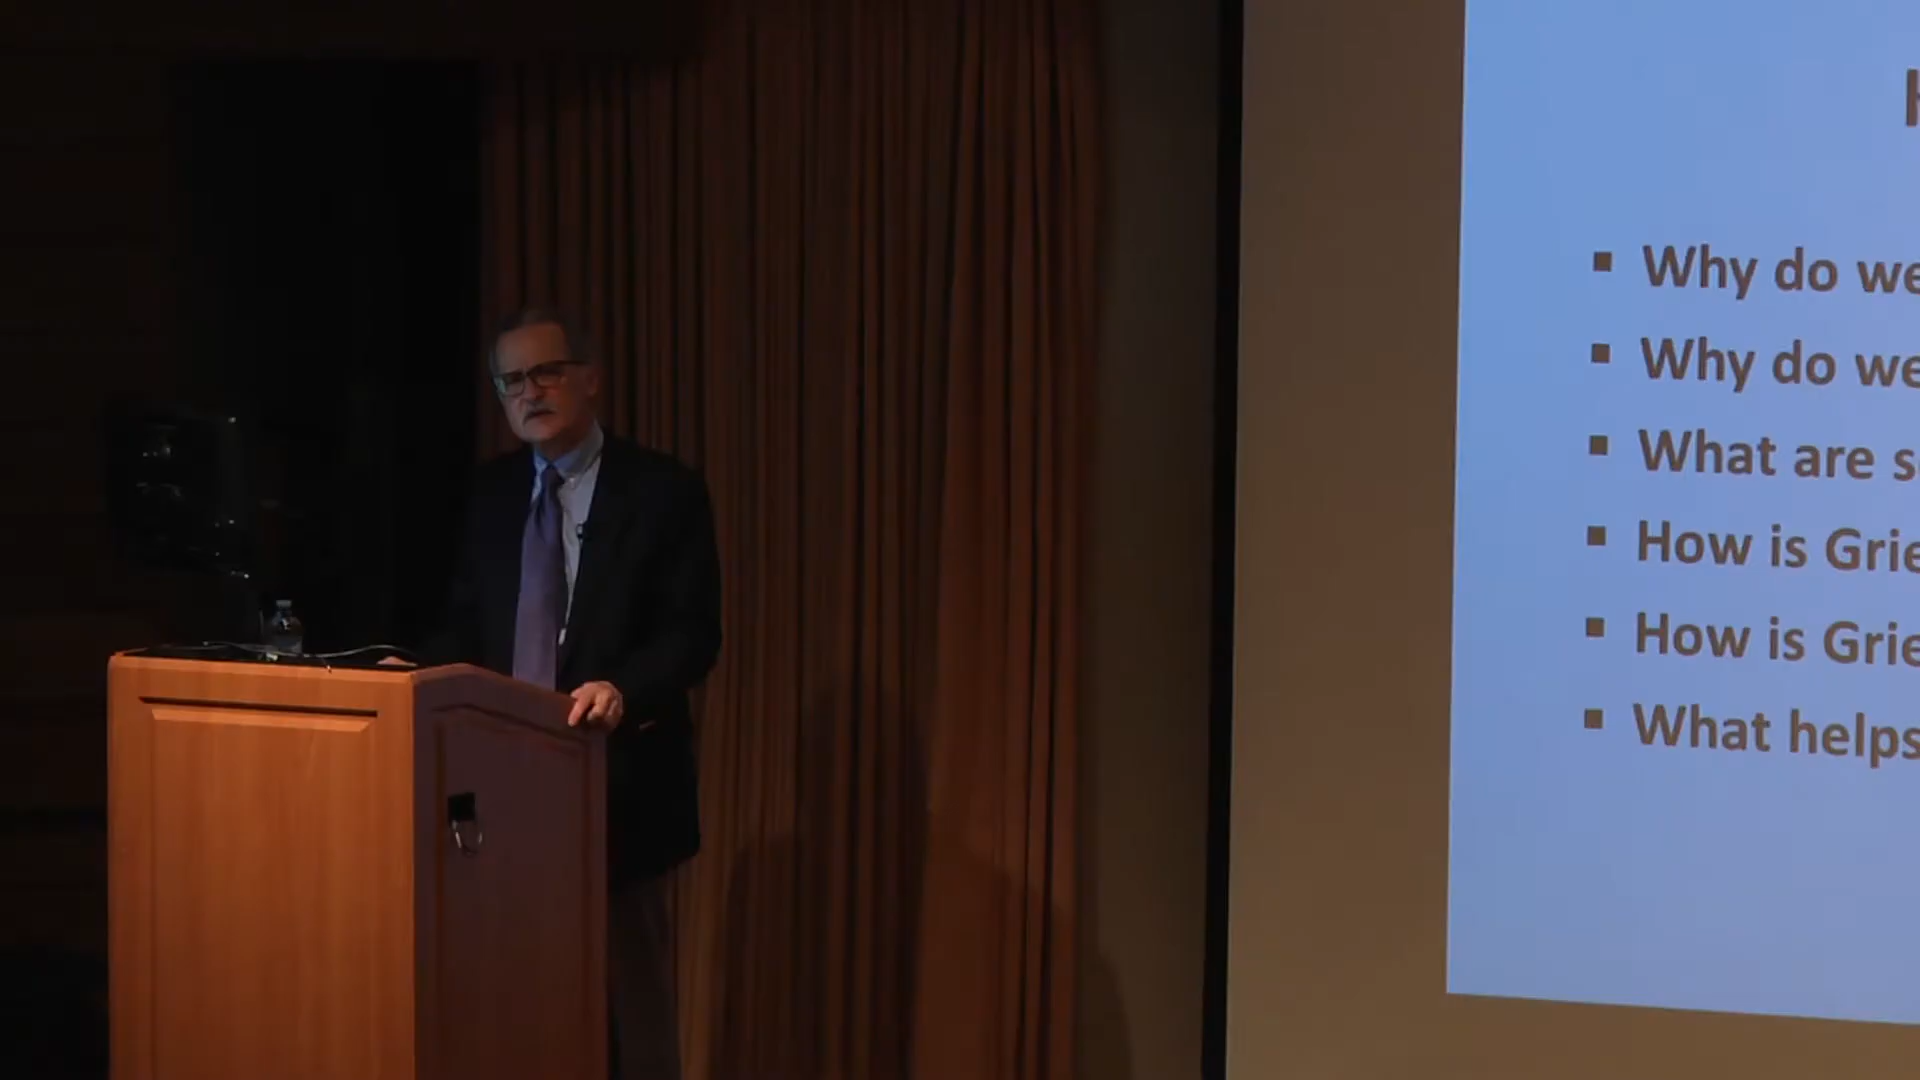 Why do we
Why do we
What are s
How is Grie
How is Grie
What helps